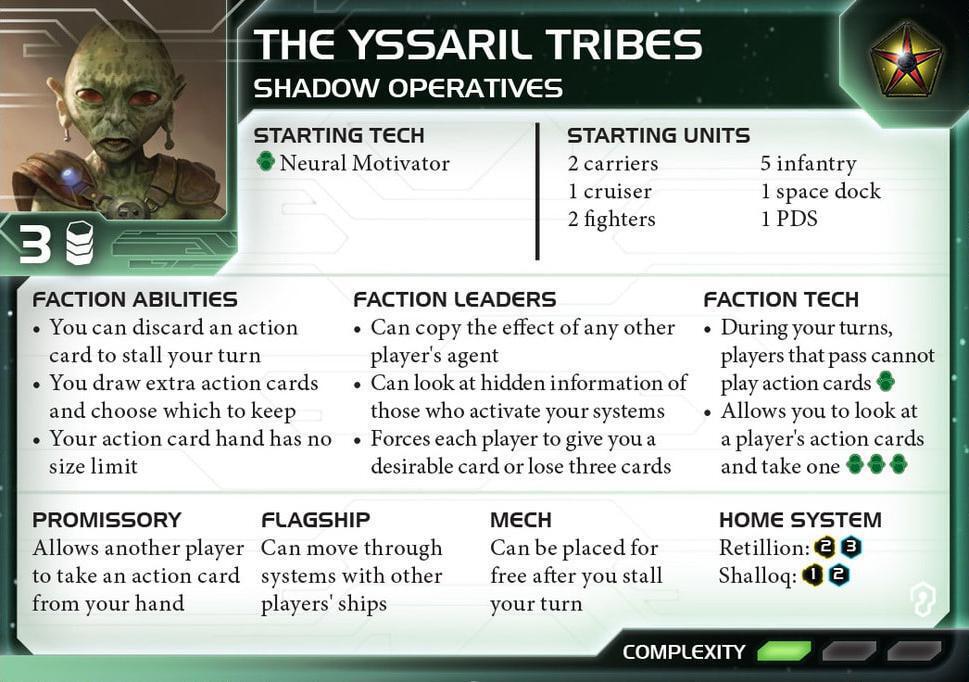 THE YSSARIL TRIBES
SHADOW OPERATIVES
3
STARTING TECH
Neural Motivator
STARTING UNITS
2 carriers
1 cruiser
2 fighters
5 infantry
1 space dock
1 PDS
FACTION ABILITIES
• You can discard an action
card to stall your turn
• You draw extra action cards
and choose which to keep
• Your action card hand has no
size limit
FACTION LEADERS
• Can copy the effect of any other
player's agent
• Can look at hidden information of
those who activate your systems
• Forces each player to give you a
desirable card or lose three cards
FACTION TECH
• During your turns,
players that pass cannot
play action cards
• Allows you to look at
a player's action cards
and take one
PROMISSORY
Allows another player
to take an action card
from your hand
FLAGSHIP
Can move through
systems with other
players' ships
MECH
Can be placed for
free after you stall
your turn
HOME SYSTEM
Retillion: 2 3
Shalloq: 1 2
COMPLEXITY